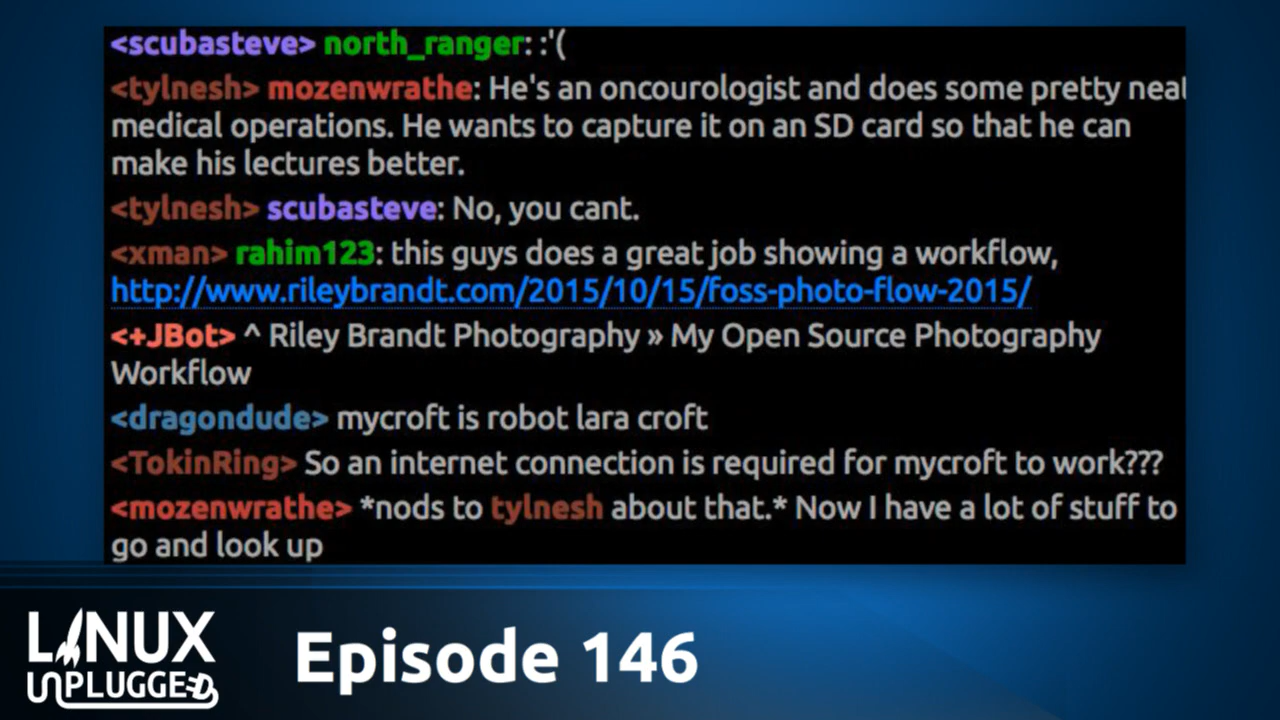 <scubasteve> north_ranger: :'(
<tylnesh> mozenwrathe: He's an oncourologist and does some pretty neat
medical operations. He wants to capture it on an SD card so that he can
make his lectures better.
<tylnesh> scubasteve: No, you cant.
<xman> rahim123: this guys does a great job showing a workflow,
http://www.rileybrandt.com/2015/10/15/foss-photo-flow-2015/
<+JBot> ^ Riley Brandt Photography » My Open Source Photography
Workflow
<dragondude> mycroft is robot lara croft
<TokinRing> So an internet connection is required for mycroft to work???
<mozenwrathe> *nods to tylnesh about that.* Now I have a lot of stuff to
go and look up
LINUX
UNPLUGGED
Episode 146